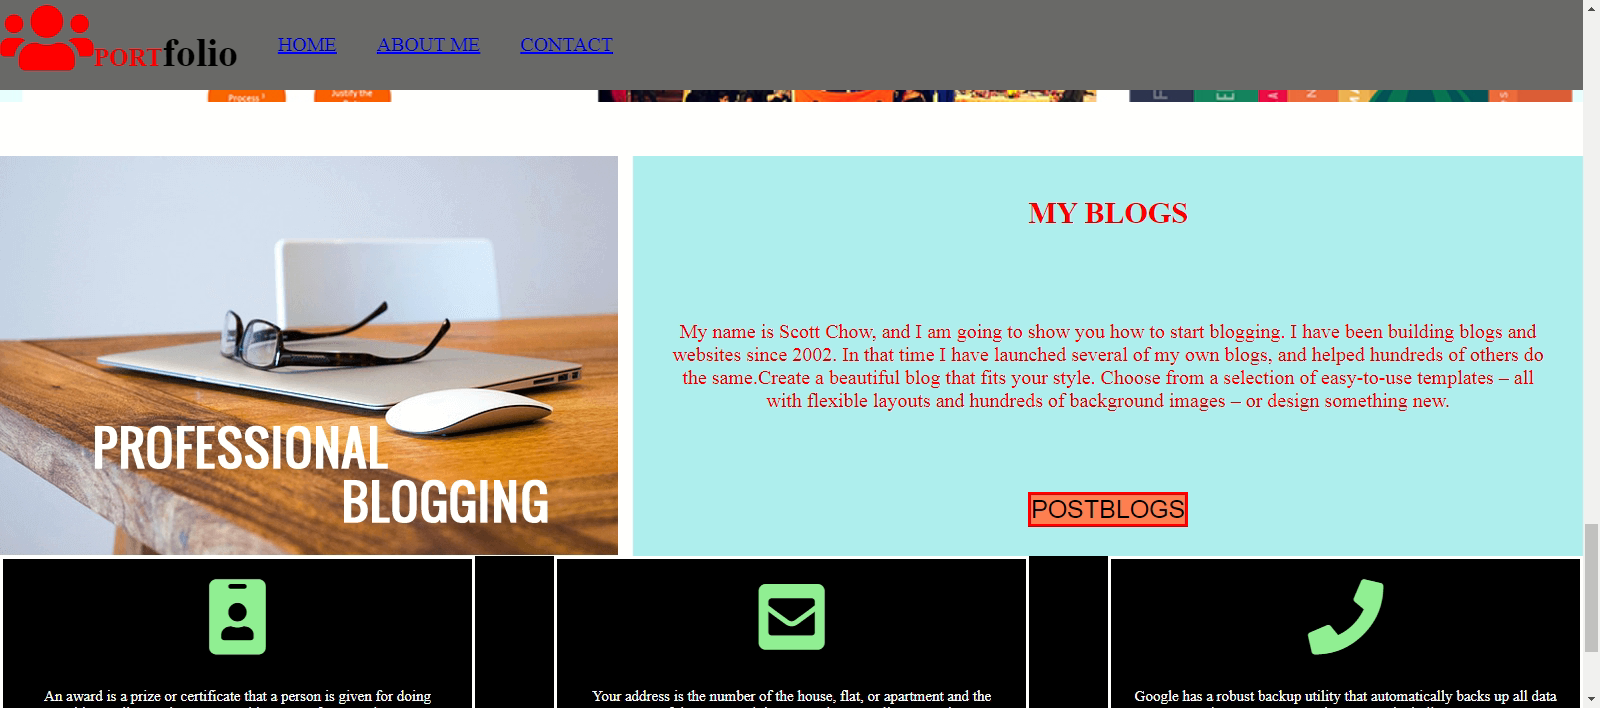 PORTfolio HOME ABOUT ME CONTACT
Process
Justify the
MY BLOGS
My name is Scott Chow, and I am going to show you how to start blogging. I have been building blogs and
websites since 2002. In that time I have launched several of my own blogs, and helped hundreds of others do
the same.Create a beautiful blog that fits your style. Choose from a selection of easy-to-use templates – all
with flexible layouts and hundreds of background images – or design something new.
PROFESSIONAL
BLOGGING
POSTBLOGS
An award is a prize or certificate that a person is given for doing
Your address is the number of the house, flat, or apartment and the
Google has a robust backup utility that automatically backs up all data